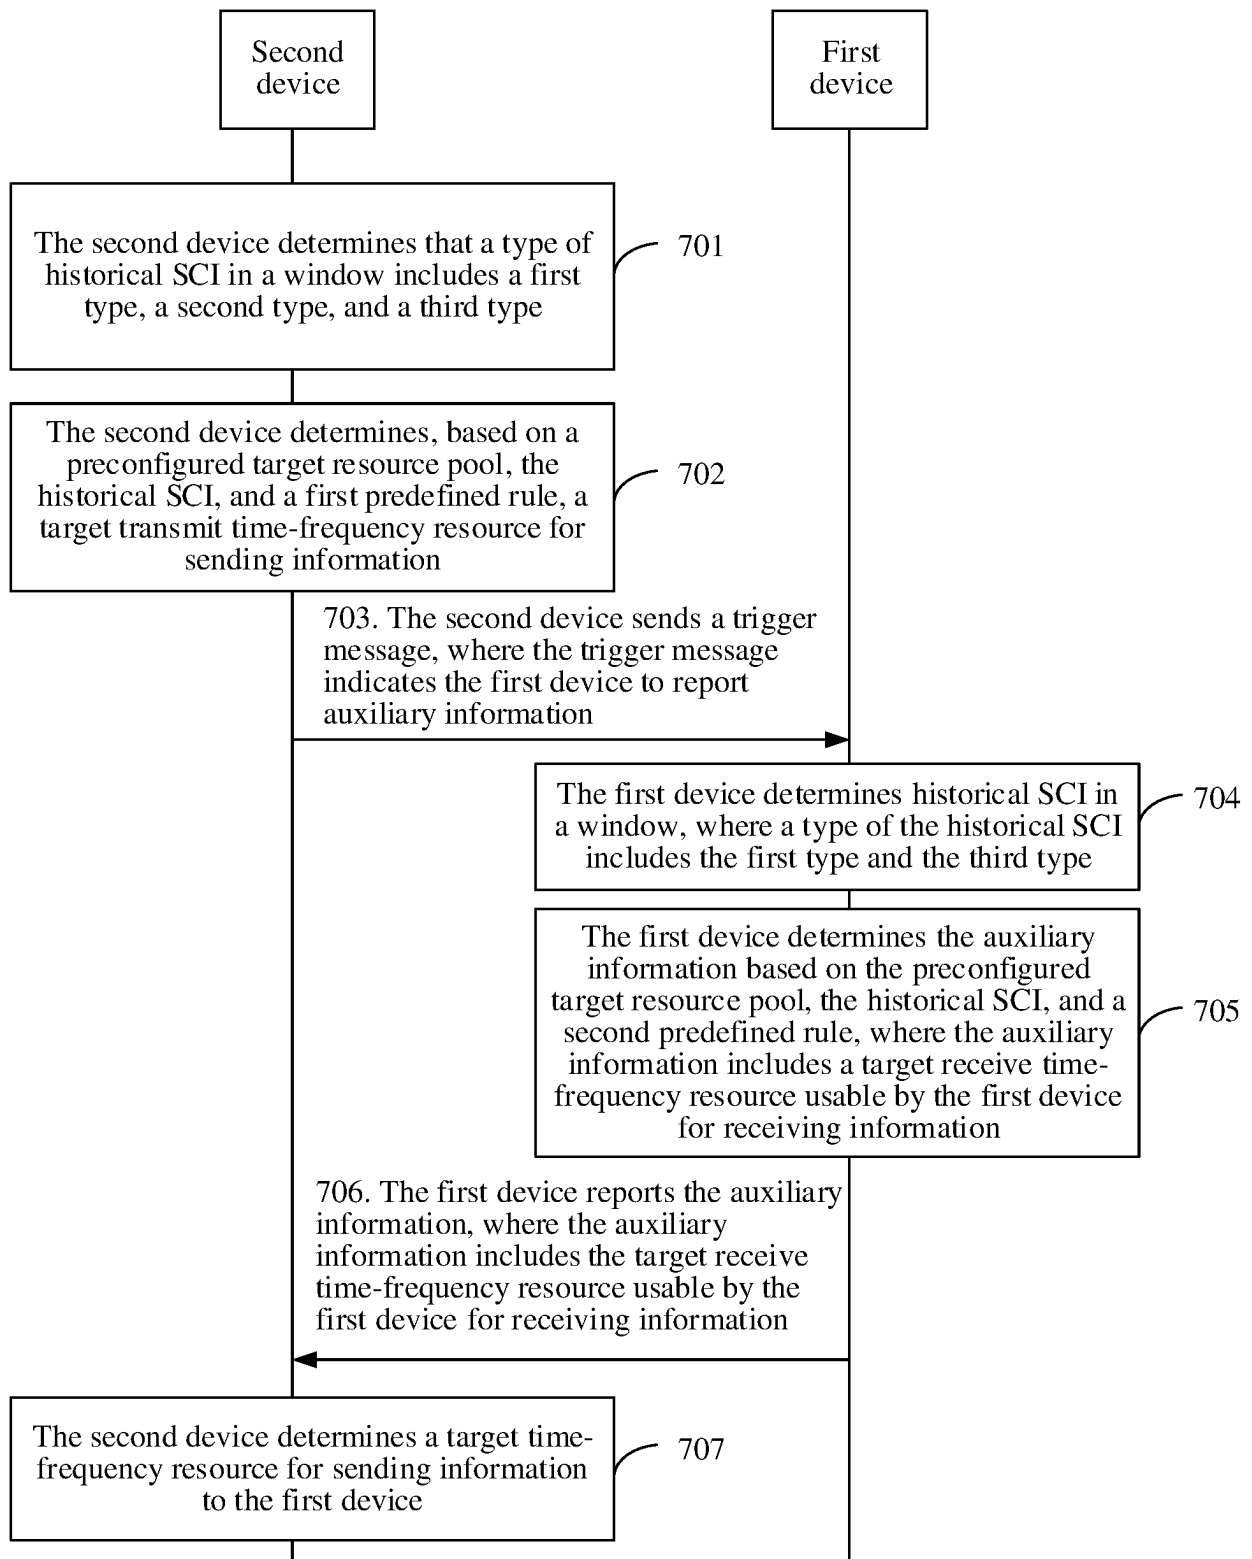 Second
device
First
device
The second device determines that a type of
historical SCI in a window includes a first
type, a second type, and a third type
701
The second device determines, based on a
preconfigured target resource pool, the
historical SCI, and a first predefined rule, a
target transmit time-frequency resource for
sending information
702
703. The second device sends a trigger
message, where the trigger message
indicates the first device to report
auxiliary information
The first device determines historical SCI in
a window, where a type of the historical SCI
includes the first type and the third type
704
The first device determines the auxiliary
information based on the preconfigured
target resource pool, the historical SCI, and a
second predefined rule, where the auxiliary
information includes a target receive time-
frequency resource usable by the first device
for receiving information
705
706. The first device reports the auxiliary
information, where the auxiliary
information includes the target receive
time-frequency resource usable by the
first device for receiving information
The second device determines a target time-
frequency resource for sending information
to the first device
707